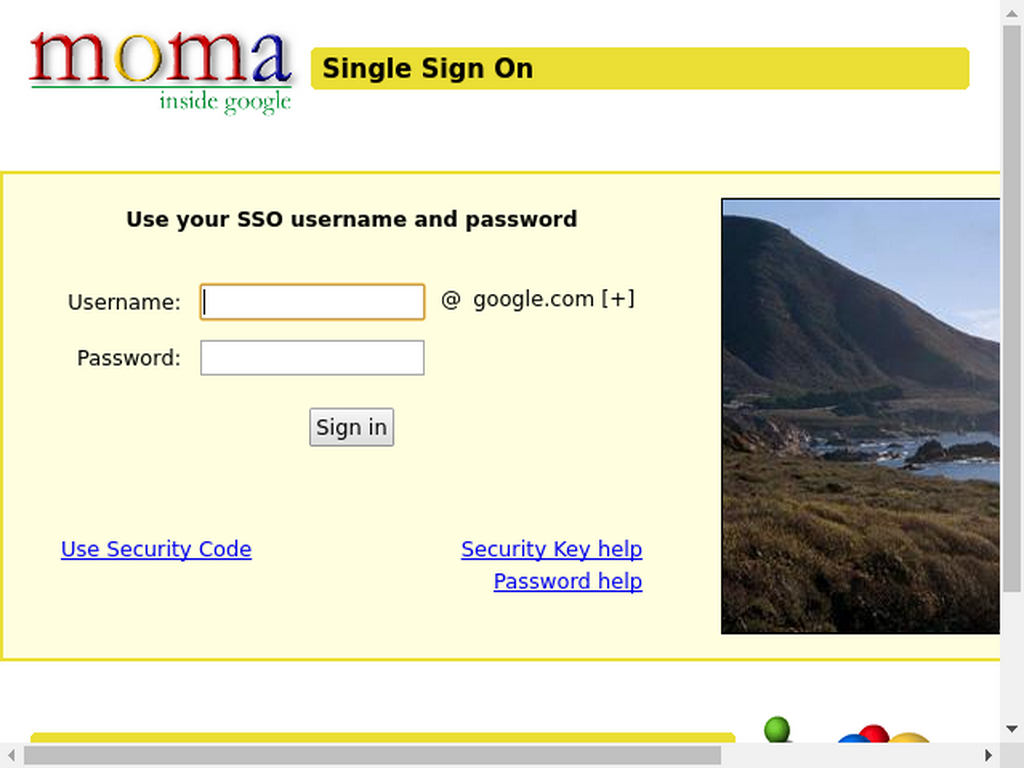 moma
inside google
Single Sign On
Use your SSO username and password
Username:
@ google.com [+]
Password:
Sign in
Use Security Code
Security Key help
Password help